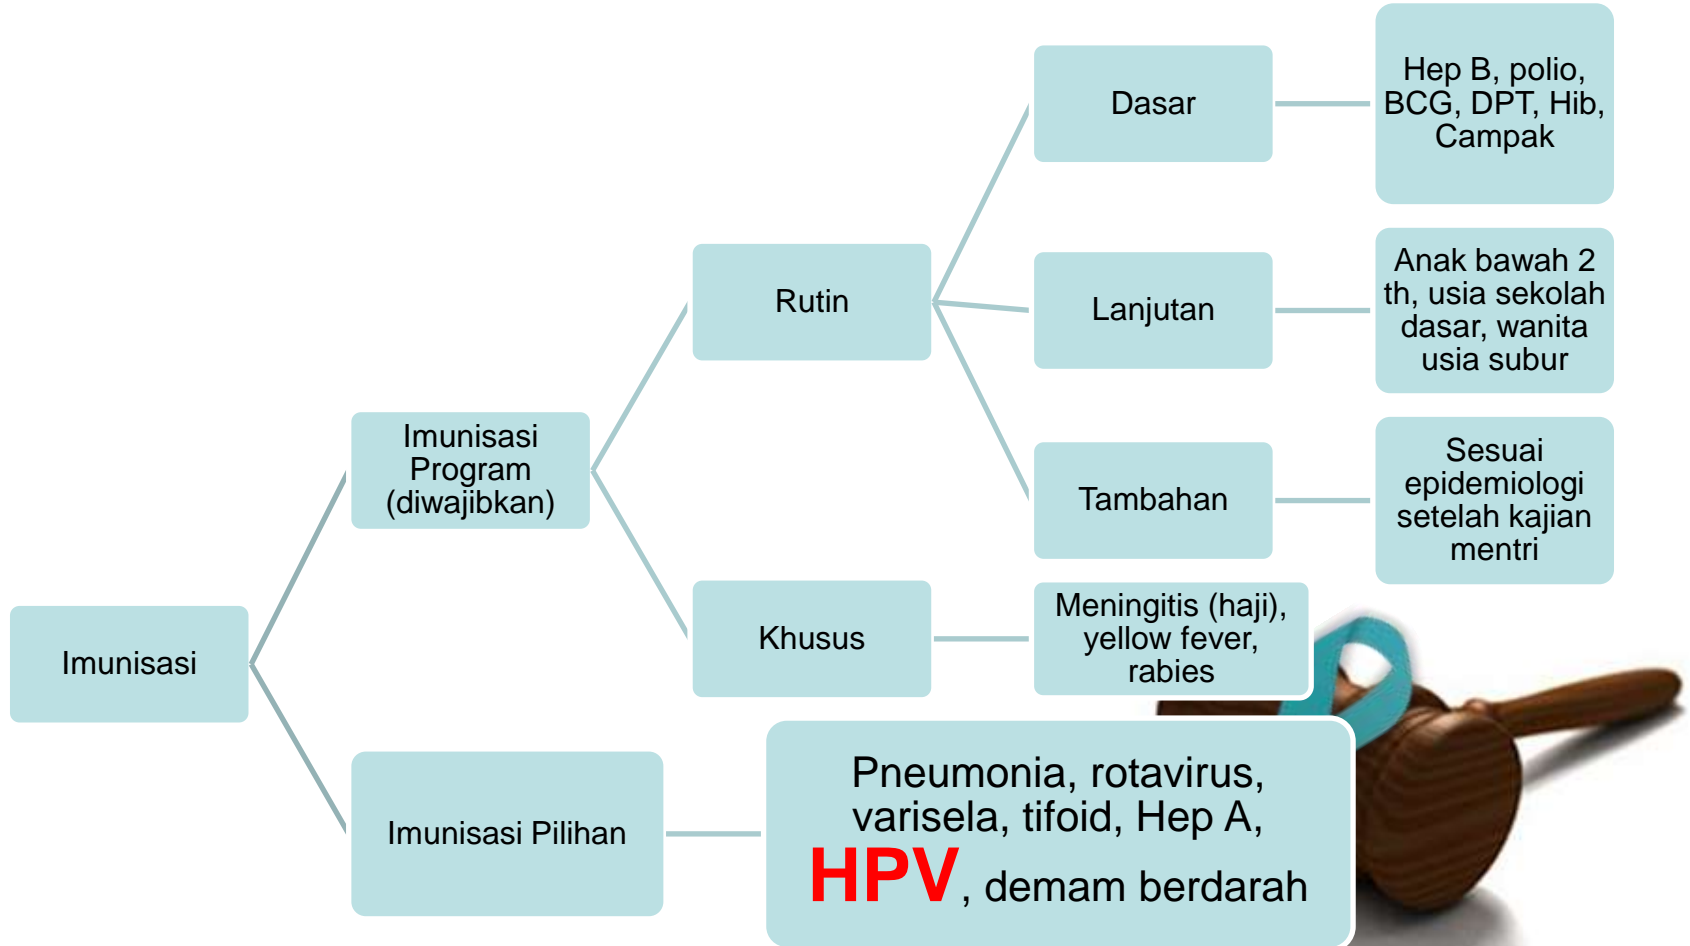 Imunisasi
Imunisasi
Program
(diwajibkan)
Rutin
Dasar
Hep B, polio,
BCG, DPT, Hib,
Campak
Lanjutan
Anak bawah 2
th, usia sekolah
dasar, wanita
usia subur
Tambahan
Sesuai
epidemiologi
setelah kajian
mentri
Khusus
Meningitis (haji),
yellow fever,
rabies
Imunisasi Pilihan
Pneumonia, rotavirus,
varisela, tifoid, Hep A,
HPV, demam berdarah